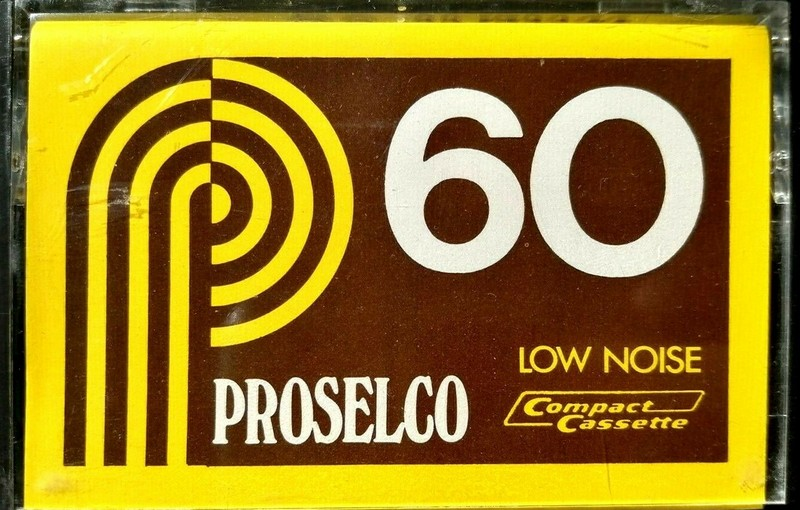 60
LOW NOISE
PROSELCO
Compact
Cassette